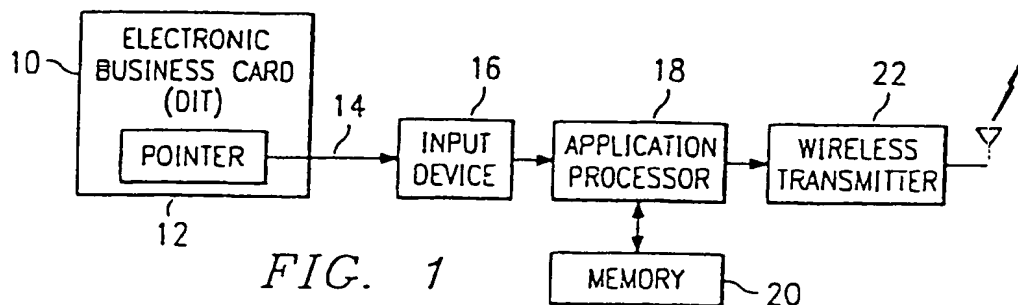 ELECTRONIC
BUSINESS CARD
(DIT)
POINTER
10
12
14
16
INPUT
DEVICE
18
APPLICATION
PROCESSOR
22
WIRELESS
TRANSMITTER
MEMORY
20
FIG. 1